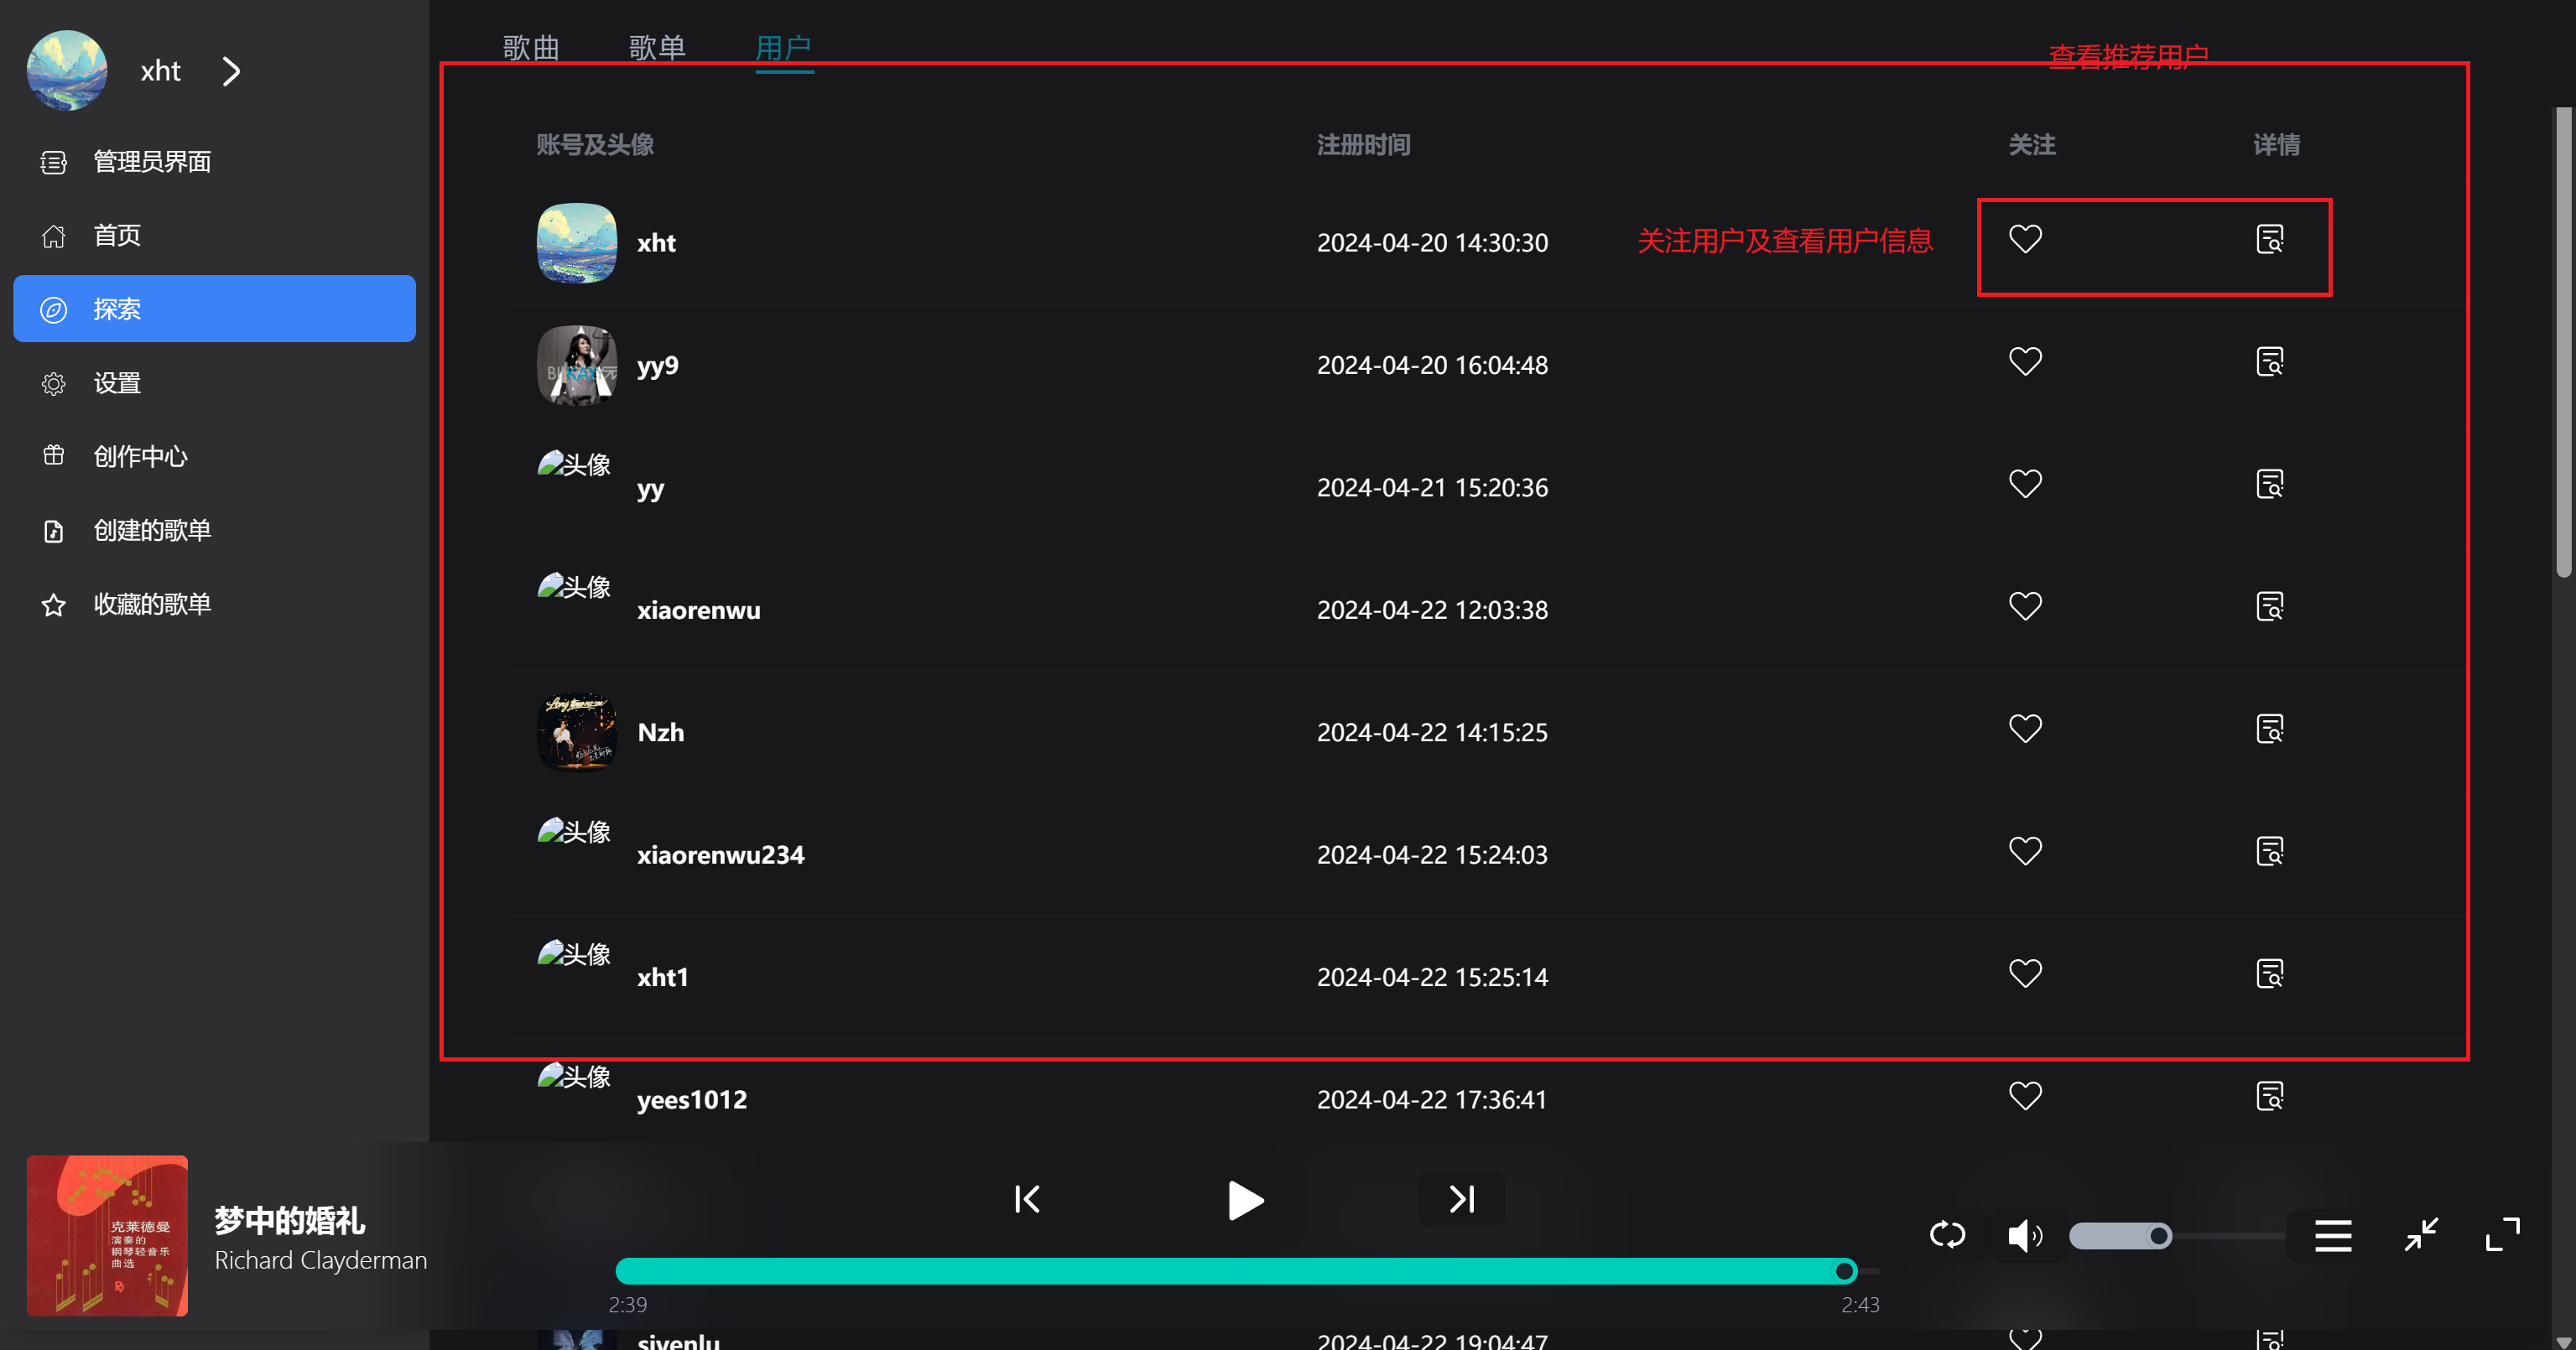 xht
管理员界面
首页
探索
设置
创作中心
创建的歌单
收藏的歌单
歌曲 歌单 用户
查看推荐用户
账号及头像 注册时间 关注 详情
xht 2024-04-20 14:30:30 关注用户及查看用户信息
yy9 2024-04-20 16:04:48
头像 yy 2024-04-21 15:20:36
头像 xiaorenwu 2024-04-22 12:03:38
Nzh 2024-04-22 14:15:25
头像 xiaorenwu234 2024-04-22 15:24:03
头像 xht1 2024-04-22 15:25:14
头像 yees1012 2024-04-22 17:36:41
克莱德曼
演奏的
钢琴轻音乐
曲选
梦中的婚礼
Richard Clayderman
2:39 2:43
siyenlu 2024-04-22 19:04:47